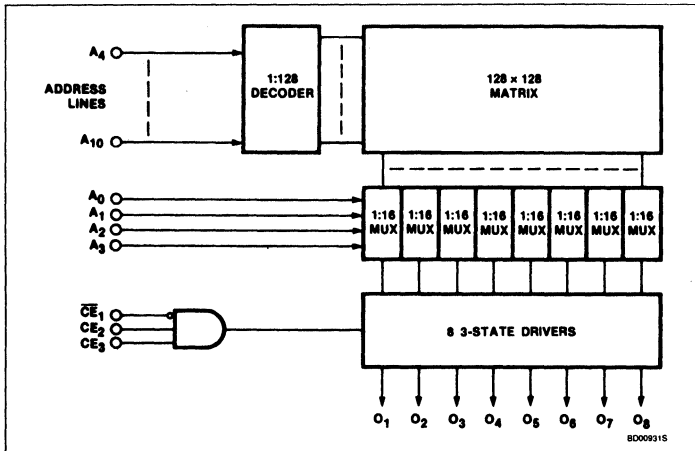 A4
ADDRESS
LINES
A10
1:128
DECODER
128 × 128
MATRIX
A0
A1
A2
A3
1:16
MUX
1:16
MUX
1:16
MUX
1:16
MUX
1:16
MUX
1:16
MUX
1:16
MUX
1:16
MUX
CE1
CE2
CE3
8 3-STATE DRIVERS
O1 O2 O3 O4 O5 O6 O7 O8
BD00931S